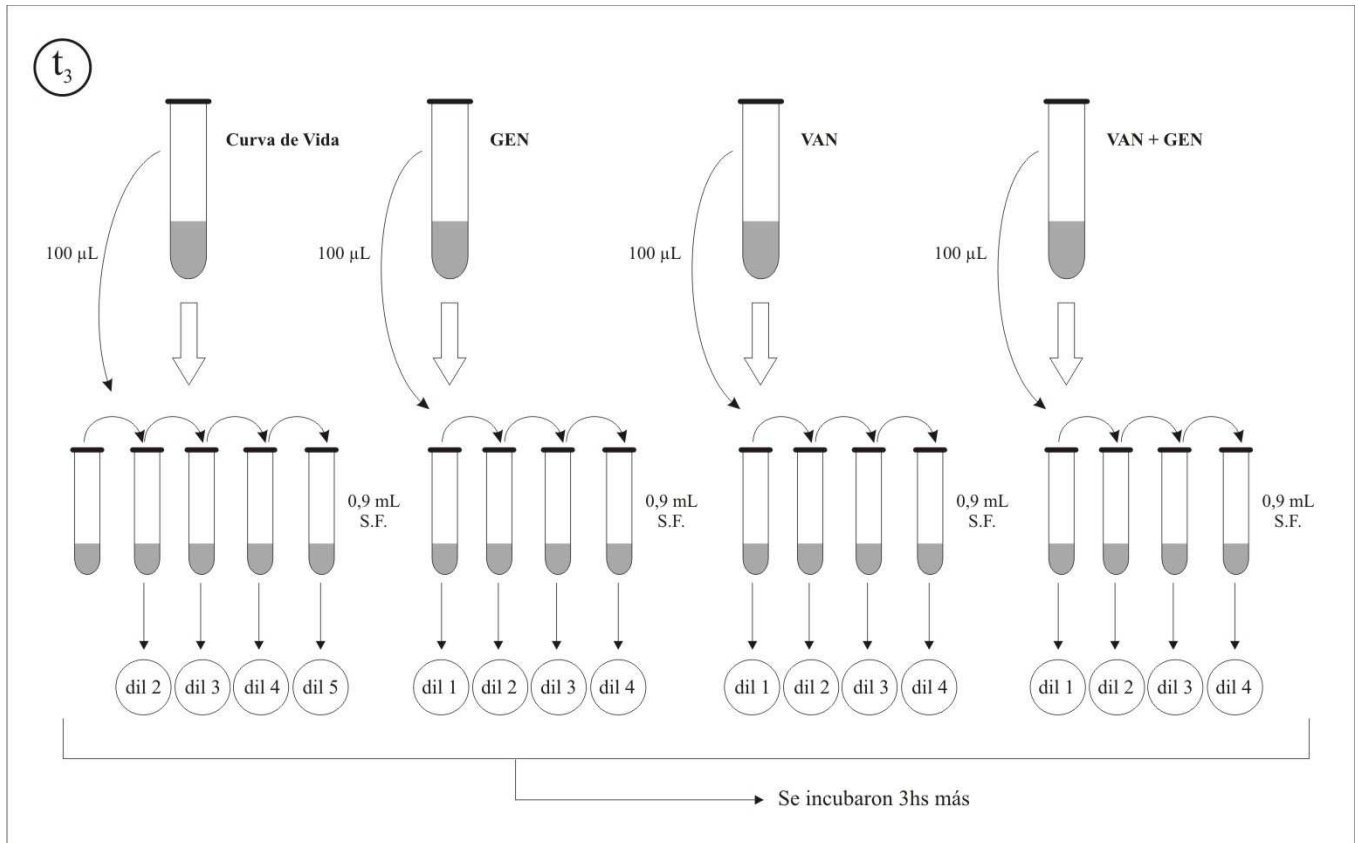 t3
Curva de Vida
GEN
VAN
VAN + GEN
100 µL
100 µL
100 µL
100 µL
0,9 mL
S.F.
0,9 mL
S.F.
0,9 mL
S.F.
0,9 mL
S.F.
dil 2
dil 3
dil 4
dil 5
dil 1
dil 2
dil 3
dil 4
dil 1
dil 2
dil 3
dil 4
dil 1
dil 2
dil 3
dil 4
Se incubaron 3hs más